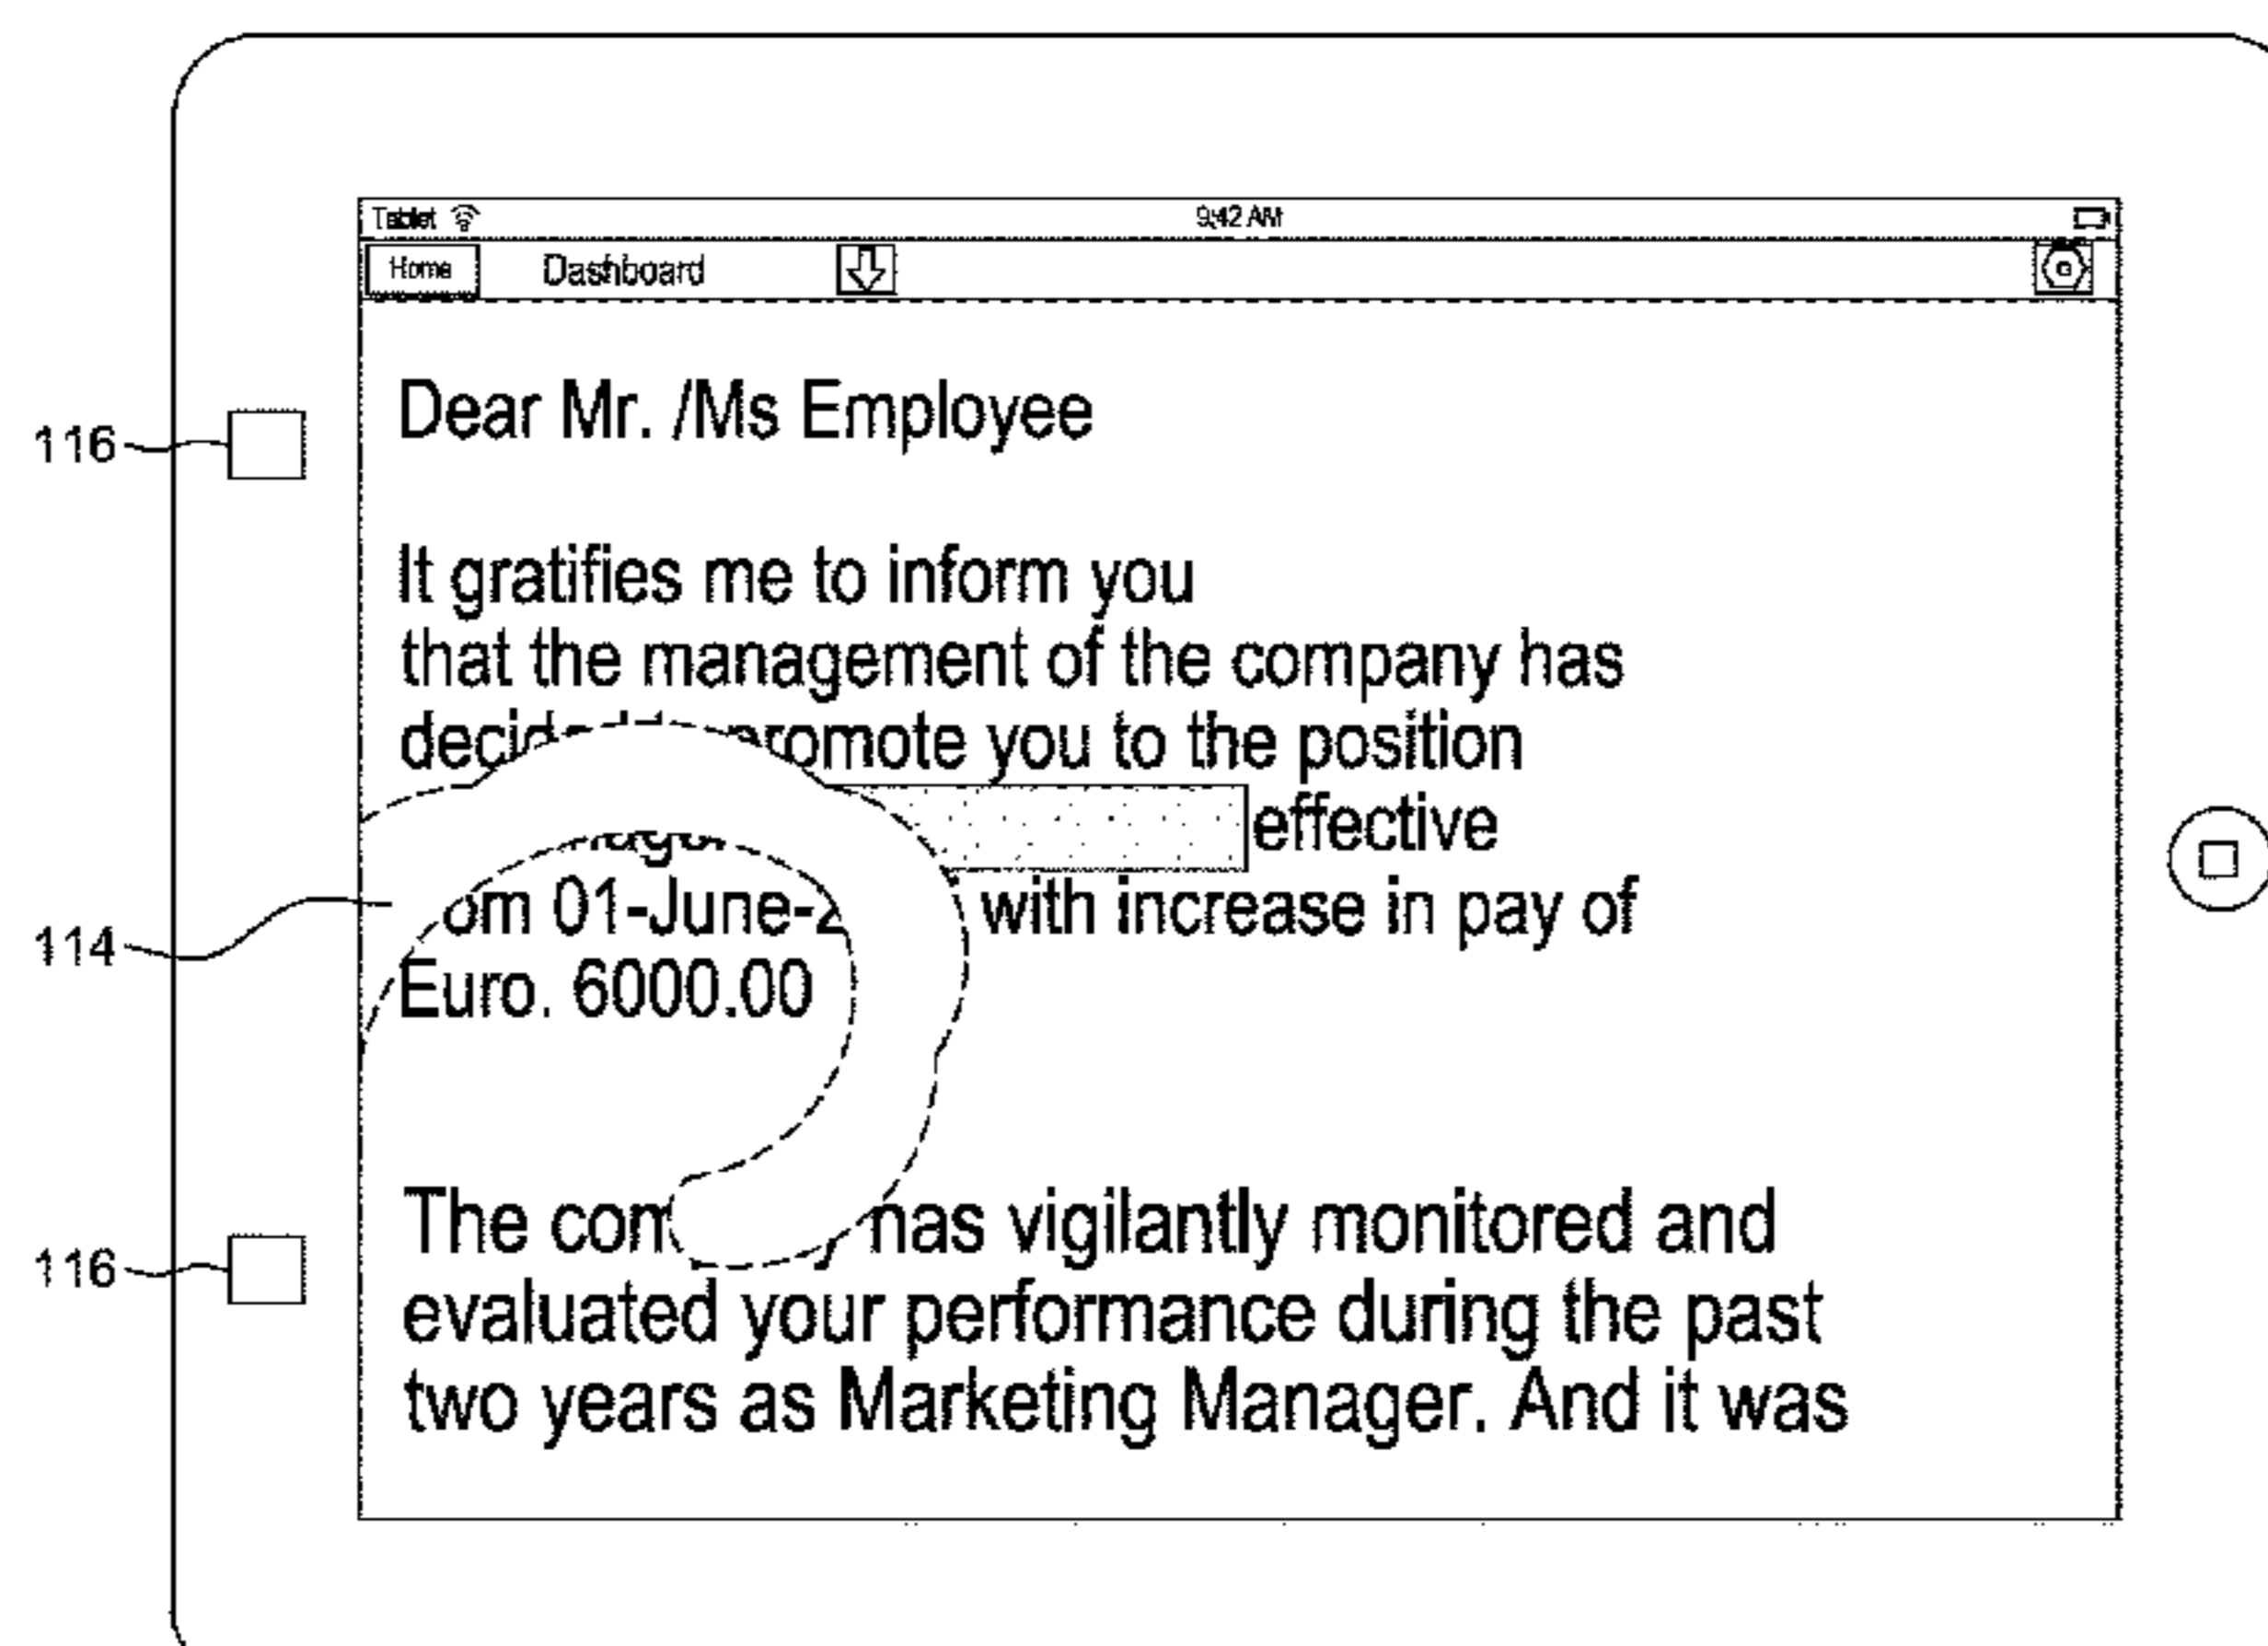 Tablet 9:42 AM
Home Dashboard
116
Dear Mr. /Ms Employee
It gratifies me to inform you
that the management of the company has
promote you to the position
effective
01-June-2 with increase in pay of
114
Euro. 6000.00
The has vigilantly monitored and
116
evaluated your performance during the past
two years as Marketing Manager. And it was